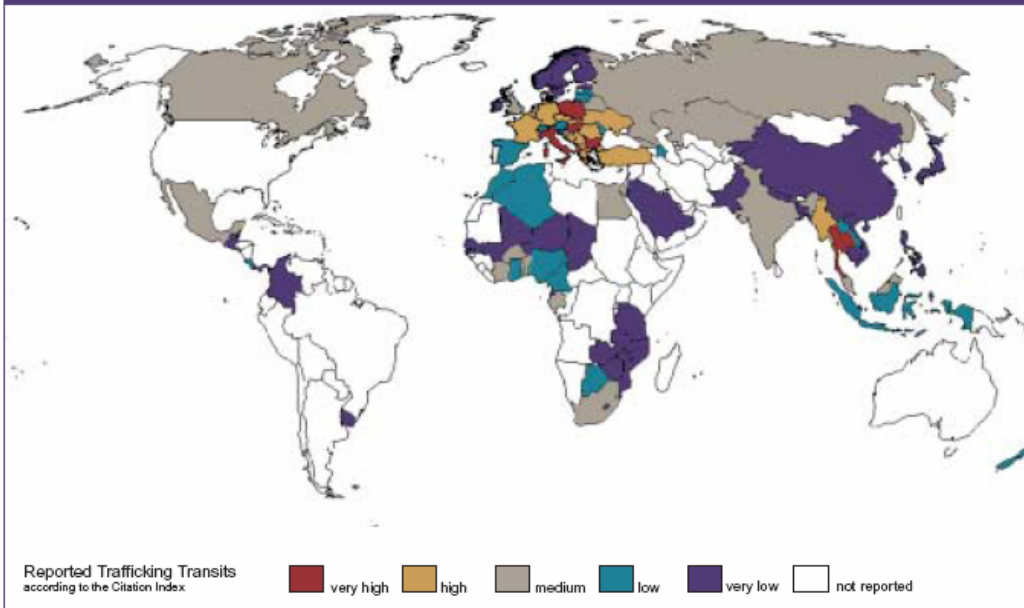 Reported Trafficking Transits
according to the Citation Index
very high
high
medium
low
very low
not reported